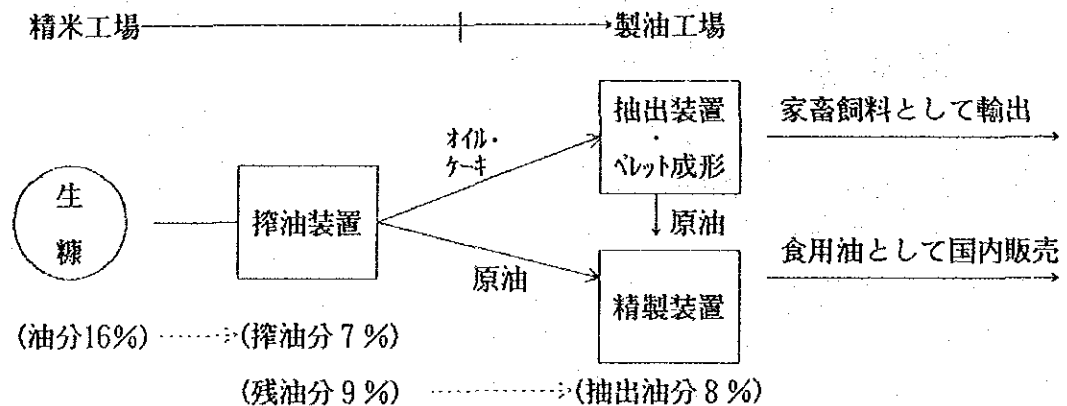 精米工場
製油工場
抽出装置
・
ペレット成形
家畜飼料として輸出
オイル・
ケーキ
生
糠
搾油装置
原油
原油
精製装置
食用油として国内販売
(油分16%)
(搾油分7%)
(残油分9%)
(抽出油分8%)